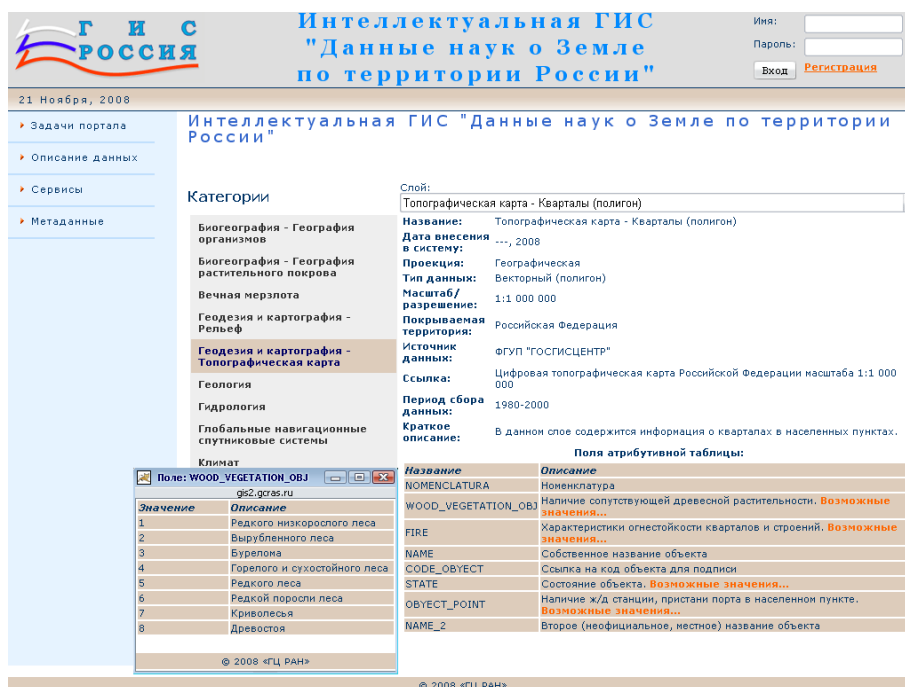 Г И С
РОССИЯ
Интеллектуальная ГИС
"Данные наук о Земле
по территории России"
Имя:
Пароль:
Вход Регистрация
21 Ноября, 2008
Задачи портала
Описание данных
Сервисы
Метаданные
Интеллектуальная ГИС "Данные наук о Земле по территории
России"
Категории
Биогеография - География
организмов
Биогеография - География
растительного покрова
Вечная мерзлота
Геодезия и картография -
Рельеф
Геодезия и картография -
Топографическая карта
Геология
Гидрология
Глобальные навигационные
спутниковые системы
Климат
Слой:
Топографическая карта - Кварталы (полигон)
Название: Топографическая карта - Кварталы (полигон)
Дата внесения
в систему: ---, 2008
Проекция: Географическая
Тип данных: Векторный (полигон)
Масштаб/
разрешение: 1:1 000 000
Покрываемая
территория: Российская Федерация
Источник
данных: ФГУП "ГОСГИСЦЕНТР"
Ссылка: Цифровая топографическая карта Российской Федерации масштаба 1:1 000
000
Период сбора
данных: 1980-2000
Краткое
описание: В данном слое содержится информация о кварталах в населенных пунктах.
Поля атрибутивной таблицы:
Название Описание
NOMENCLATURA Номенклатура
WOOD_VEGETATION_OBJ Наличие сопутствующей древесной растительности. Возможные
значения...
FIRE Характеристики огнестойкости кварталов и строений. Возможные
значения...
NAME Собственное название объекта
CODE_OBYECT Ссылка на код объекта для подписи
STATE Состояние объекта. Возможные значения...
OBYECT_POINT Наличие ж/д станции, пристани порта в населенном пункте.
Возможные значения...
NAME_2 Второе (неофициальное, местное) название объекта
Поле: WOOD_VEGETATION_OBJ
gis2.gcras.ru
Значение Описание
1 Редкого низкорослого леса
2 Вырубленного леса
3 Бурелома
4 Горелого и сухостойного леса
5 Редкого леса
6 Редкой поросли леса
7 Криволесья
8 Древостоя
© 2008 «ГЦ РАН»
© 2008 «ГЦ РАН»